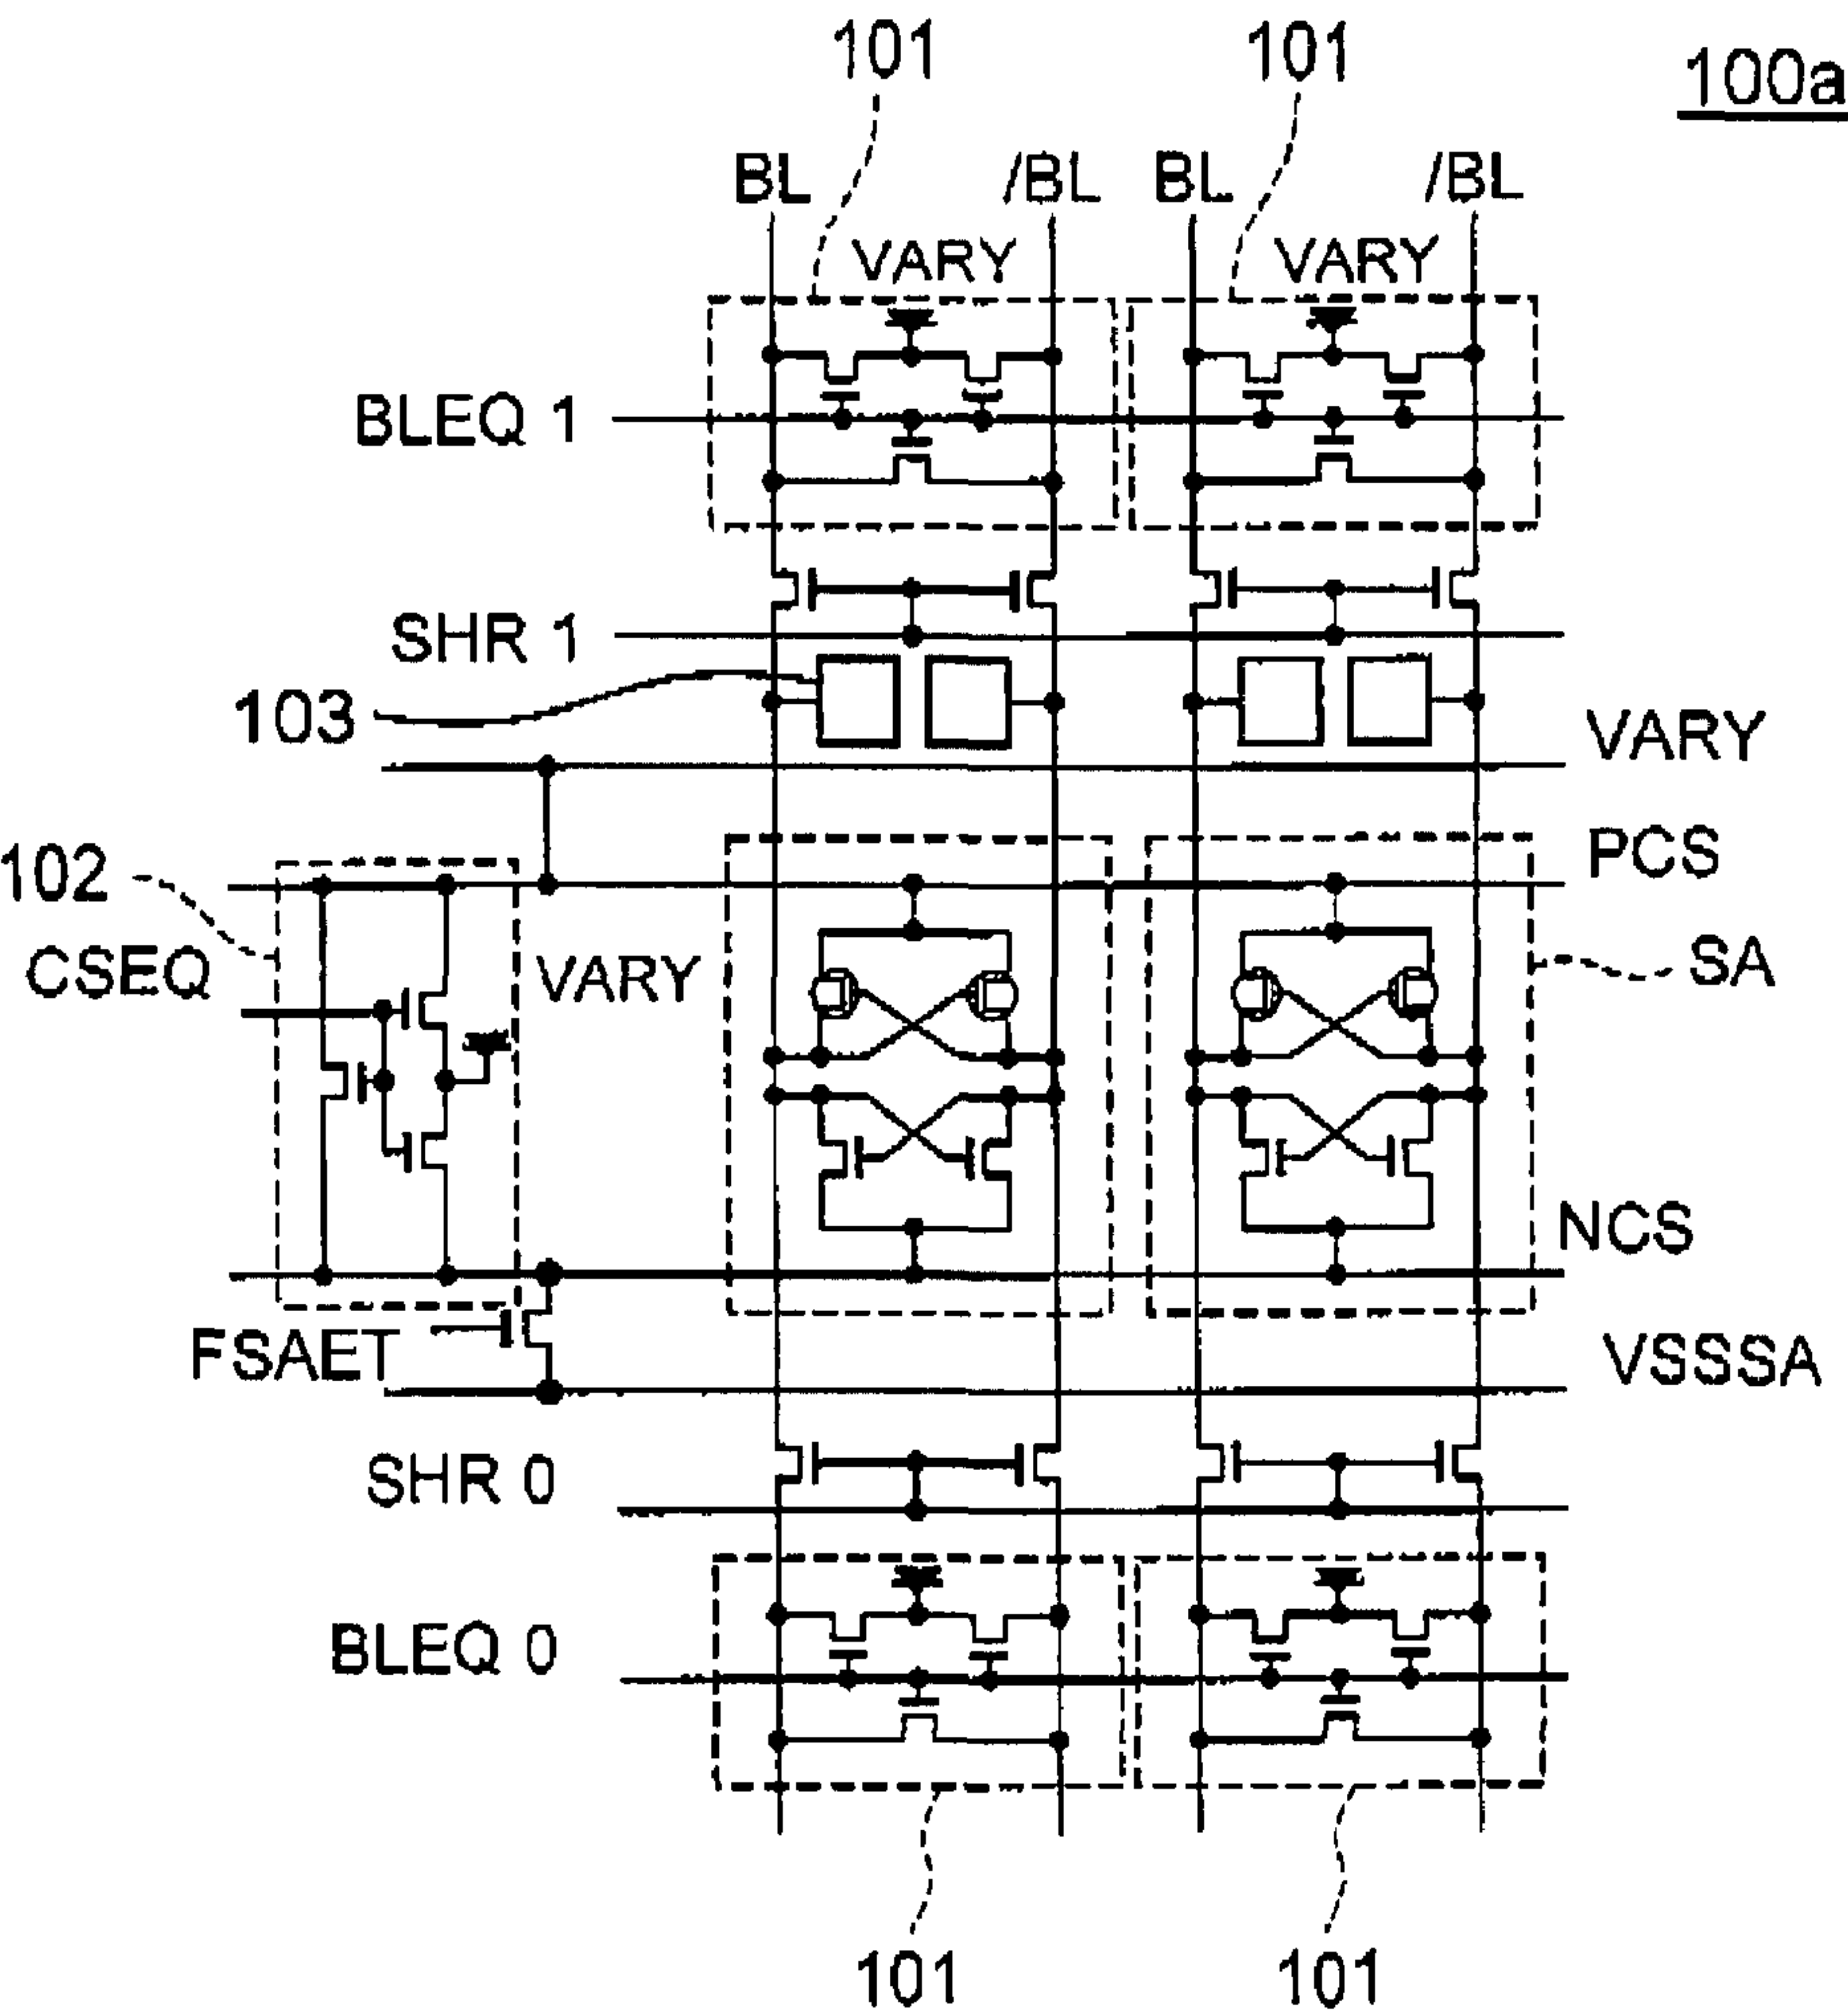 101 101 100a
BL /BL BL /BL
VARY VARY
BLEQ 1
SHR 1
103
VARY
102
PCS
CSEQ VARY SA
NCS
FSAET
VSSSA
SHR 0
BLEQ 0
101 101